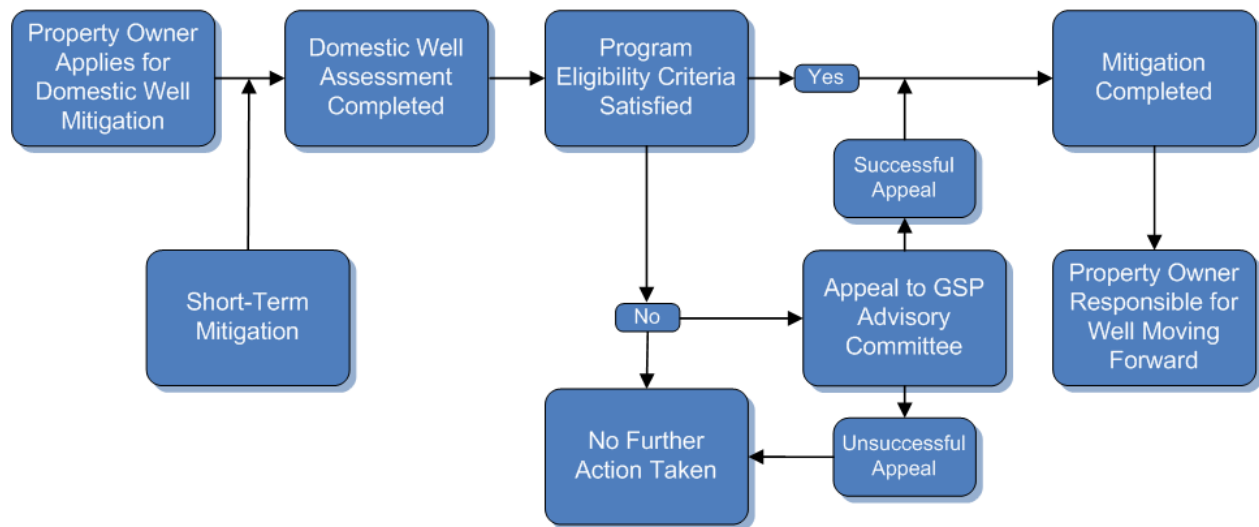 Property Owner
Applies for
Domestic Well
Mitigation
Domestic Well
Assessment
Completed
Program
Eligibility Criteria
Satisfied
Yes
Mitigation
Completed
Successful
Appeal
Short-Term
Mitigation
No
Appeal to GSP
Advisory
Committee
Property Owner
Responsible for
Well Moving
Forward
No Further
Action Taken
Unsuccessful
Appeal